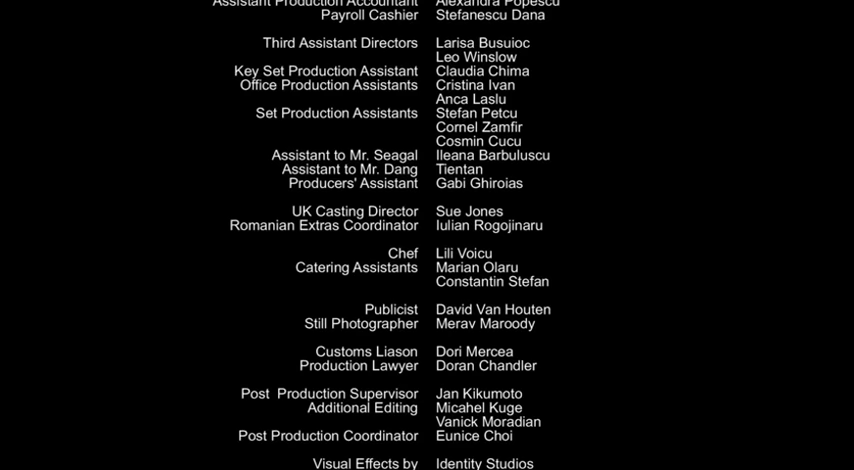 Assistant Production Accountant Alexandra Popescu
Payroll Cashier Stefanescu Dana
Third Assistant Directors Larisa Busuioc
Leo Winslow
Key Set Production Assistant Claudia Chima
Office Production Assistants Cristina Ivan
Anca Laslu
Set Production Assistants Stefan Petcu
Cornel Zamfir
Cosmin Cucu
Assistant to Mr. Seagal Ileana Barbuluscu
Assistant to Mr. Dang Tientan
Producers' Assistant Gabi Ghiroias
UK Casting Director Sue Jones
Romanian Extras Coordinator Iulian Rogojinaru
Chef Lili Voicu
Catering Assistants Marian Olaru
Constantin Stefan
Publicist David Van Houten
Still Photographer Merav Maroody
Customs Liason Dori Mercea
Production Lawyer Doran Chandler
Post  Production Supervisor Jan Kikumoto
Additional Editing Micahel Kuge
Vanick Moradian
Post Production Coordinator Eunice Choi
Visual Effects by Identity Studios